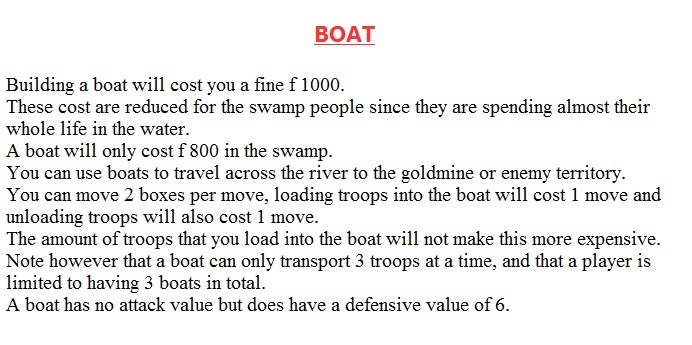 BOAT
Building a boat will cost you a fine f 1000.
These cost are reduced for the swamp people since they are spending almost their
whole life in the water.
A boat will only cost f 800 in the swamp.
You can use boats to travel across the river to the goldmine or enemy territory.
You can move 2 boxes per move, loading troops into the boat will cost 1 move and
unloading troops will also cost 1 move.
The amount of troops that you load into the boat will not make this more expensive.
Note however that a boat can only transport 3 troops at a time, and that a player is
limited to having 3 boats in total.
A boat has no attack value but does have a defensive value of 6.